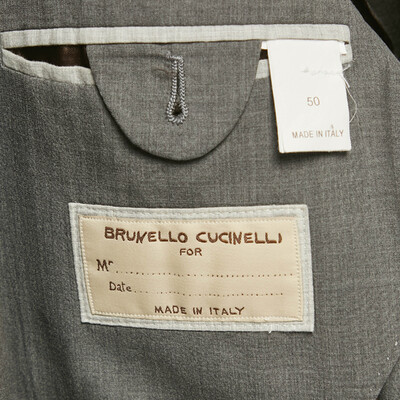 50
MADE IN ITALY
BRUNELLO CUCINELLI
FOR
Mr
Date
MADE IN ITALY